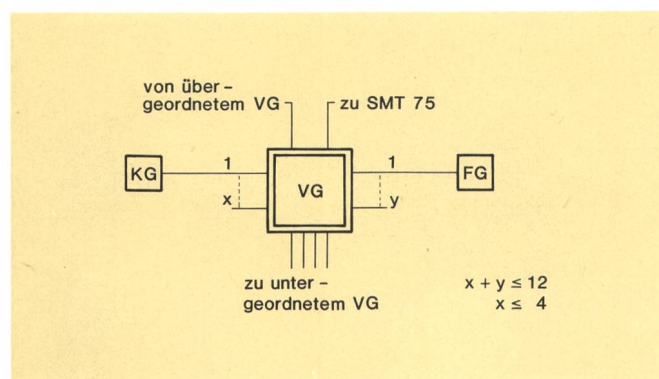 von über-
geordnetem VG
zu SMT 75
KG
1
1
FG
VG
x
y
zu unter-
geordnetem VG
x + y ≤ 12
x ≤ 4